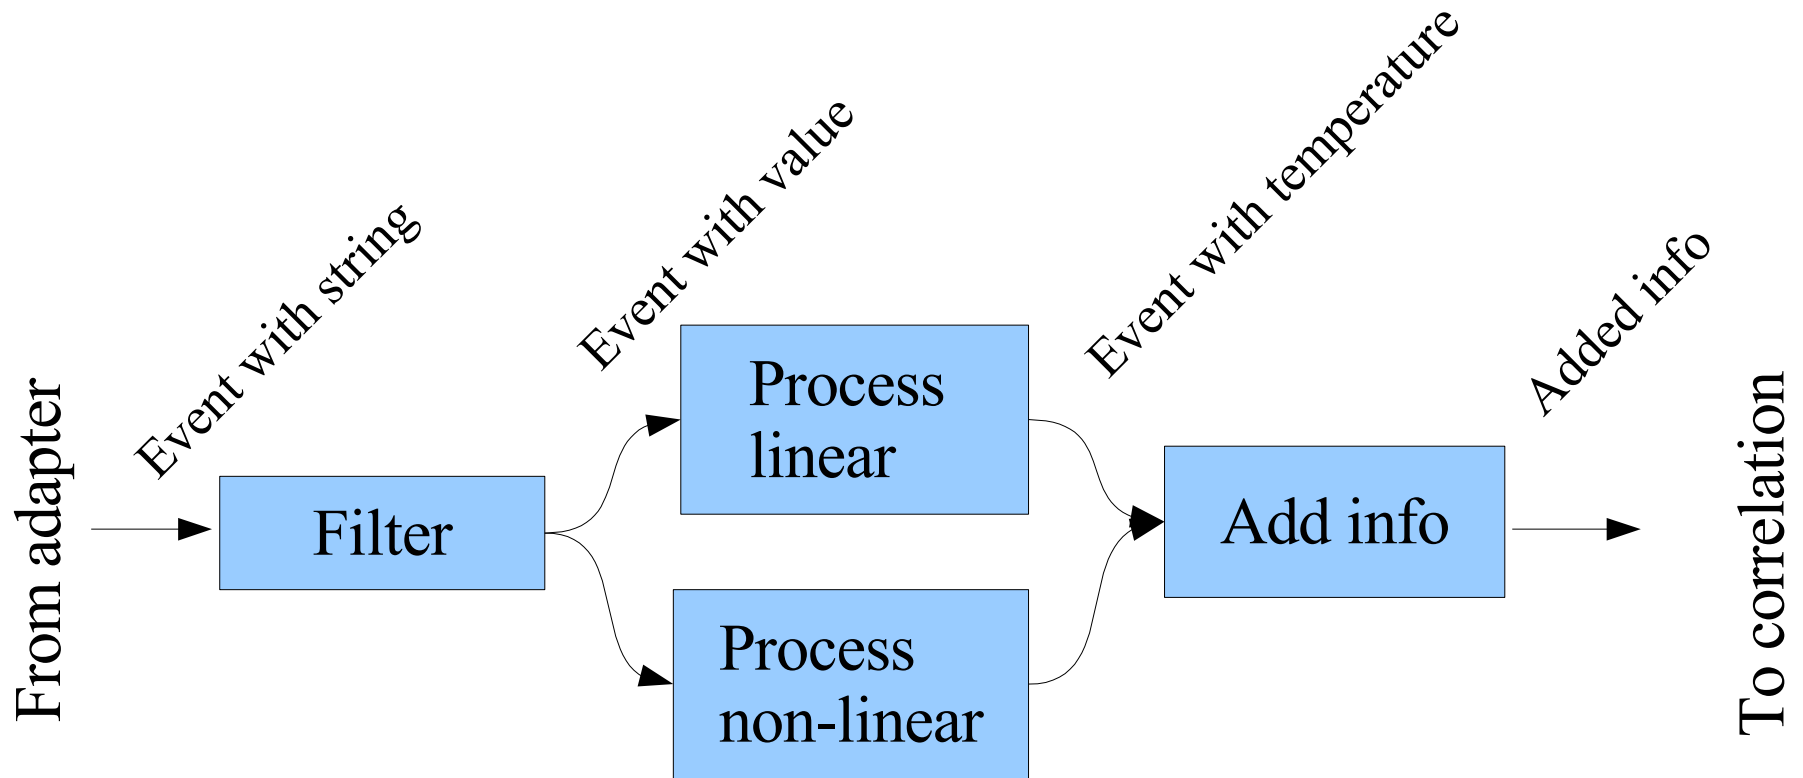 From adapter
Event with string
Filter
Event with value
Process
linear
Process
non-linear
Event with temperature
Add info
Added info
To correlation